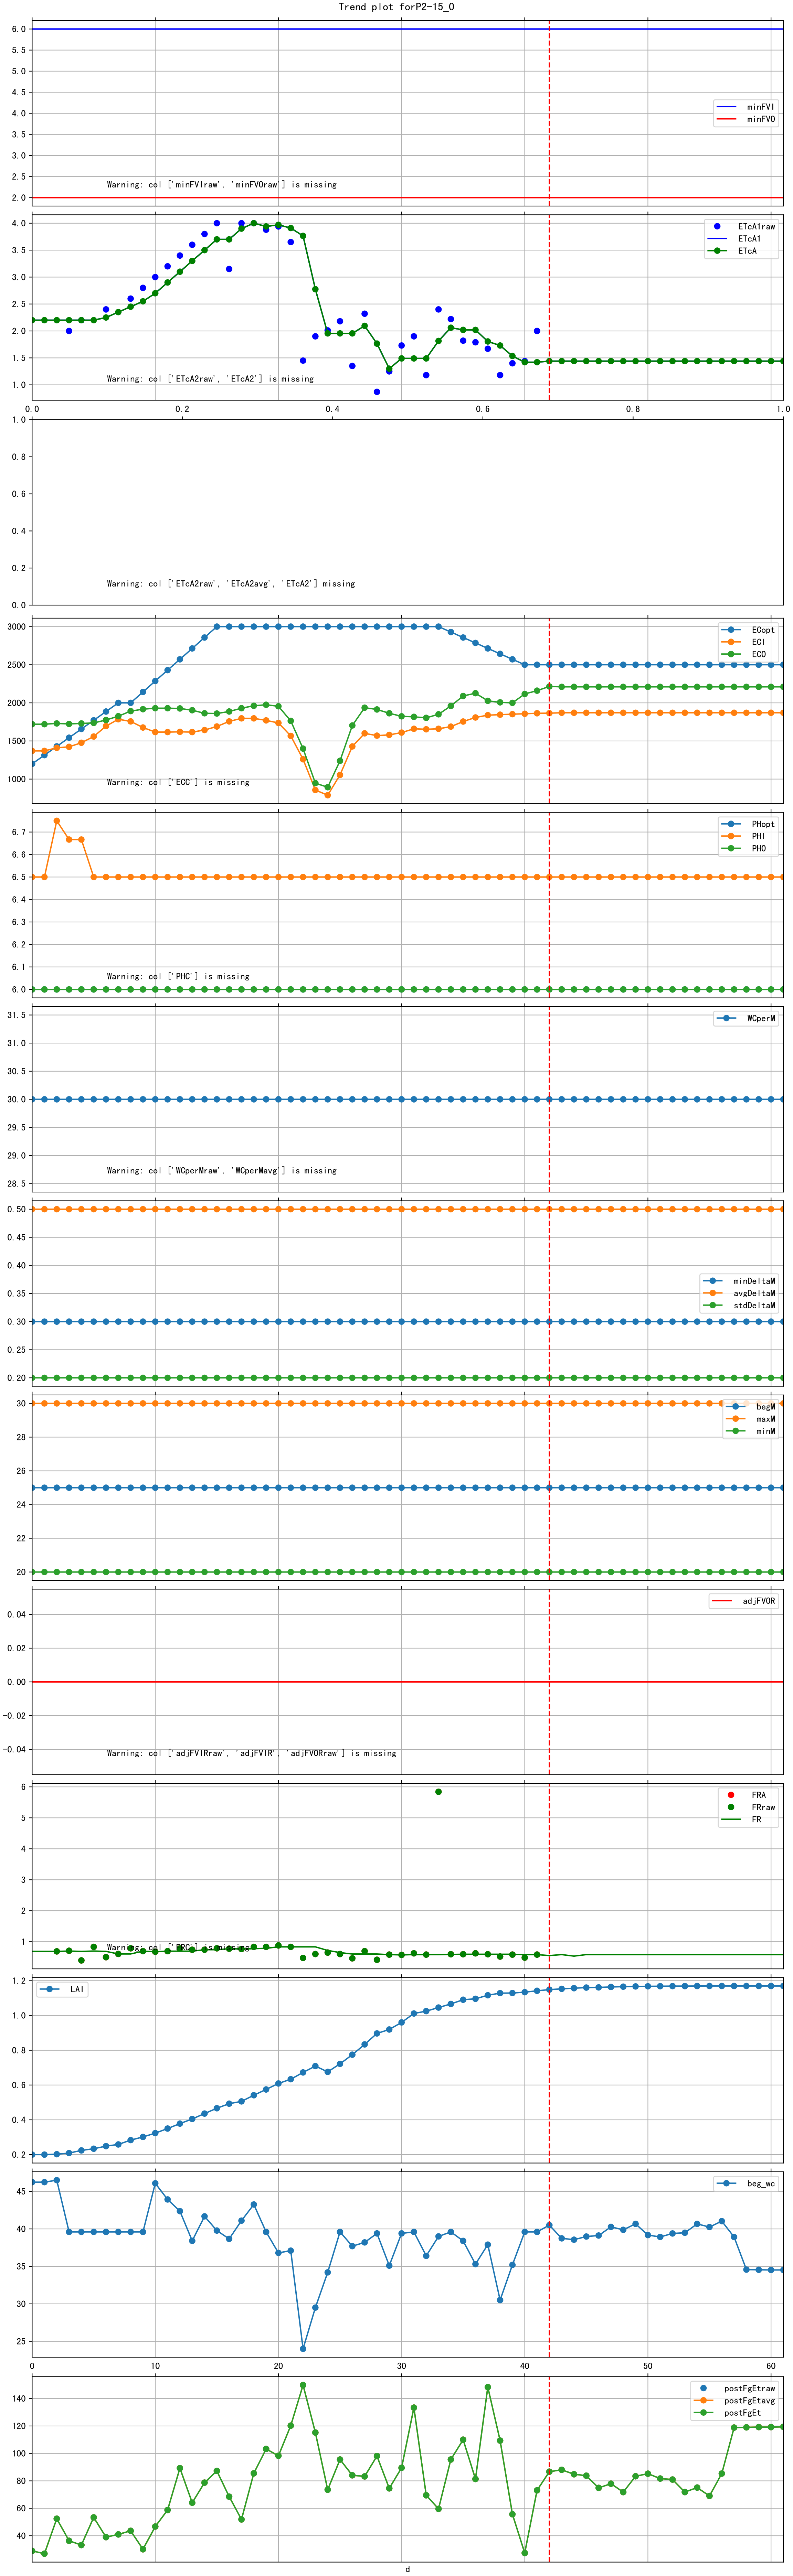 Trend plot forP2-15_0
6.0
5.5
5.0
4.5
4.0
3.5
3.0
2.5
2.0
minFVI
minFVO
Warning: col ['minFVIraw', 'minFVOraw'] is missing
4.0
3.5
3.0
2.5
2.0
1.5
1.0
ETcA1raw
ETcA1
ETcA
Warning: col ['ETcA2raw', 'ETcA2'] is missing
0.0 0.2 0.4 0.6 0.8 1.0
1.0
0.8
0.6
0.4
0.2
0.0
Warning: col ['ETcA2raw', 'ETcA2avg', 'ETcA2'] missing
3000
2500
2000
1500
1000
ECopt
ECI
ECO
Warning: col ['ECC'] is missing
6.7
6.6
6.5
6.4
6.3
6.2
6.1
6.0
PHopt
PHI
PHO
Warning: col ['PHC'] is missing
31.5
31.0
30.5
30.0
29.5
29.0
28.5
WCperM
Warning: col ['WCperMraw', 'WCperMavg'] is missing
0.50
0.45
0.40
0.35
0.30
0.25
0.20
minDeltaM
avgDeltaM
stdDeltaM
30
28
26
24
22
20
begM
maxM
minM
0.04
0.02
0.00
-0.02
-0.04
adjFVOR
Warning: col ['adjFVIRraw', 'adjFVIR', 'adjFVORraw'] is missing
6
5
4
3
2
1
FRA
FRraw
FR
Warning: col ['FRC'] is missing
1.2
1.0
0.8
0.6
0.4
0.2
LAI
45
40
35
30
25
beg_wc
0 10 20 30 40 50 60
140
120
100
80
60
40
postFgEtraw
postFgEtavg
postFgEt
d